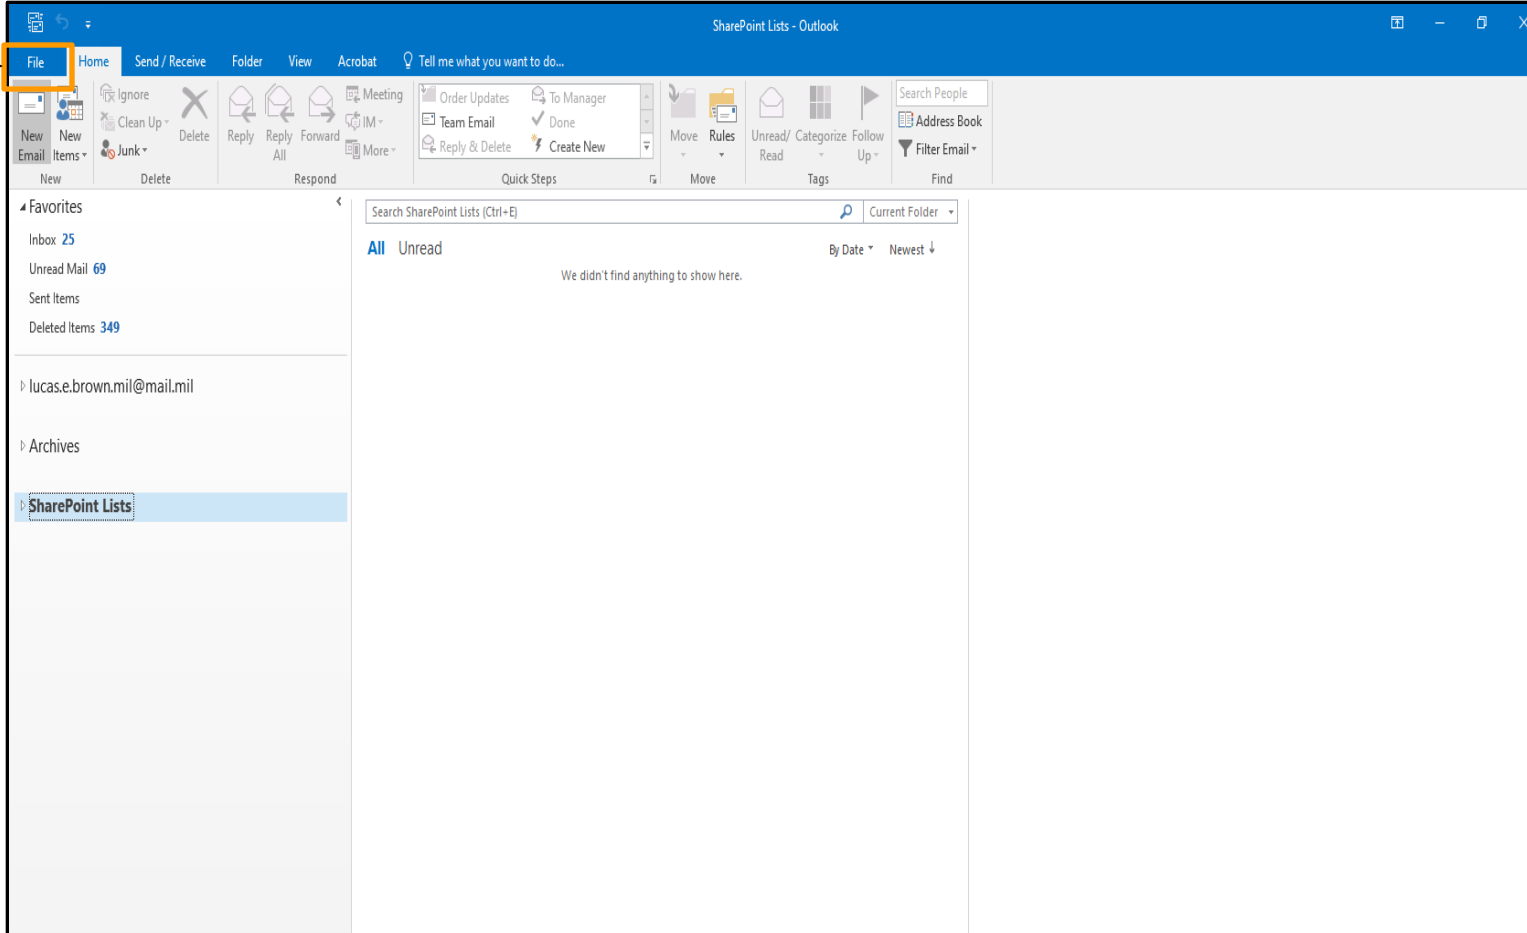 SharePoint Lists - Outlook
File Home Send / Receive Folder View Acrobat Tell me what you want to do...
New Email
New Items
Ignore
Clean Up
Junk
Delete
Reply
Reply All
Forward
Meeting
IM
More
Order Updates
Team Email
Reply & Delete
To Manager
Done
Create New
Move
Rules
Unread/ Read
Categorize
Follow Up
Search People
Address Book
Filter Email
New Delete Respond Quick Steps Move Tags Find
Favorites
Inbox 25
Unread Mail 69
Sent Items
Deleted Items 349
lucas.e.brown.mil@mail.mil
Archives
SharePoint Lists
Search SharePoint Lists (Ctrl+E) Current Folder
All Unread By Date Newest
We didn't find anything to show here.